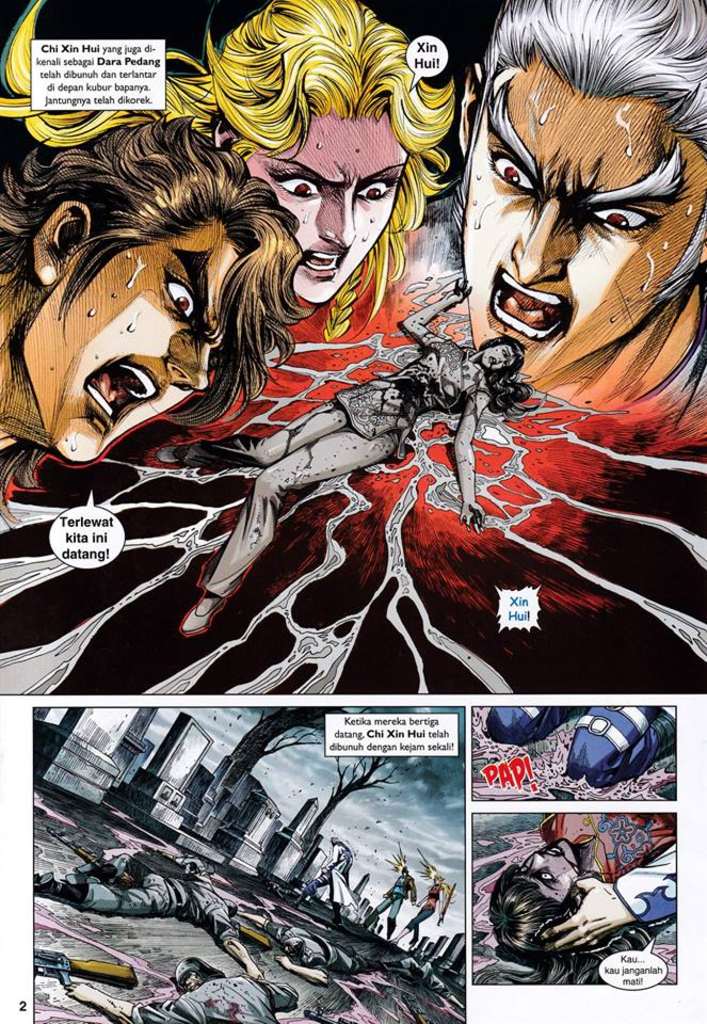 Chi Xin Hui yang juga di-
kenali sebagai Dara Pedang
telah dibunuh dan terlantar
di depan kubur bapanya.
Jantungnya telah dikorek.
Xin
Hui!
Terlewat
kita ini
datang!
Xin
Hui!
Ketika mereka bertiga
datang, Chi Xin Hui telah
dibunuh dengan kejam sekali!
PAP!
Kau...
kau janganlah
mati!
2